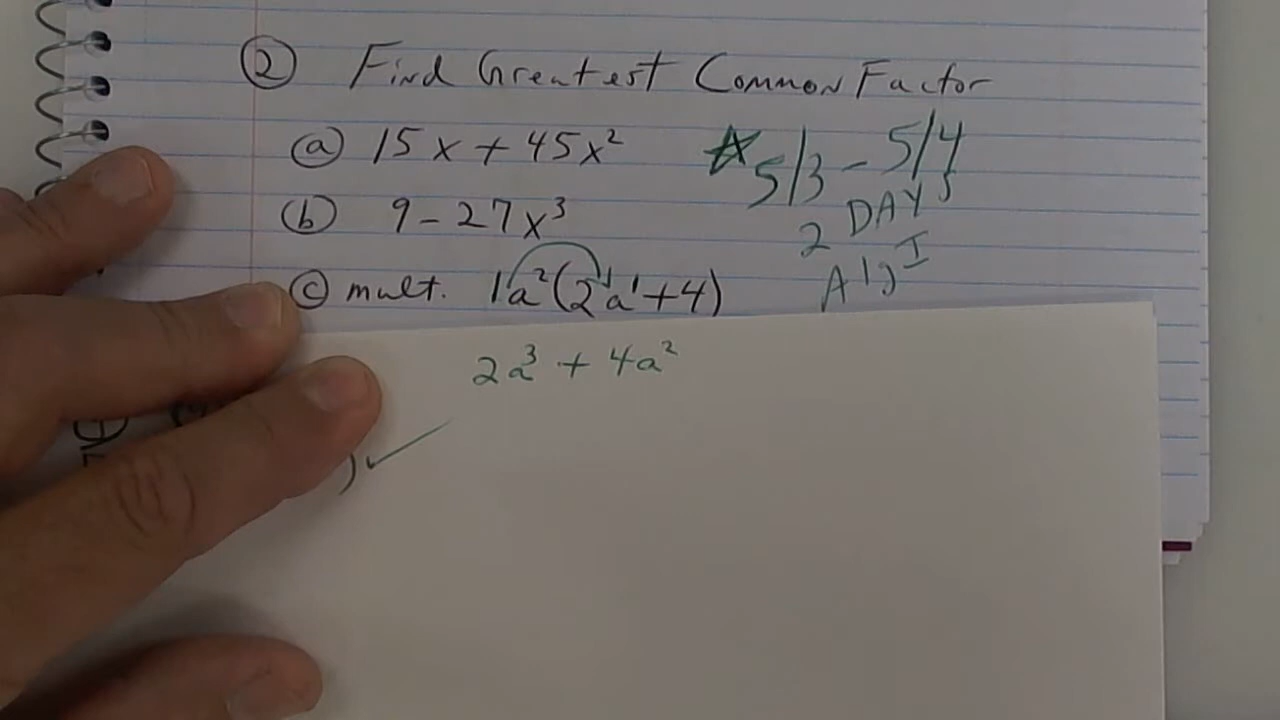 ② Find Greatest Common Factor
ⓐ 15x + 45x²
☆ 5/3 – 5/4
ⓑ 9 - 27x³
2 DAYS
Alg I
ⓒ mult. 1a²(2a¹+4)
2a³ + 4a²
)✓